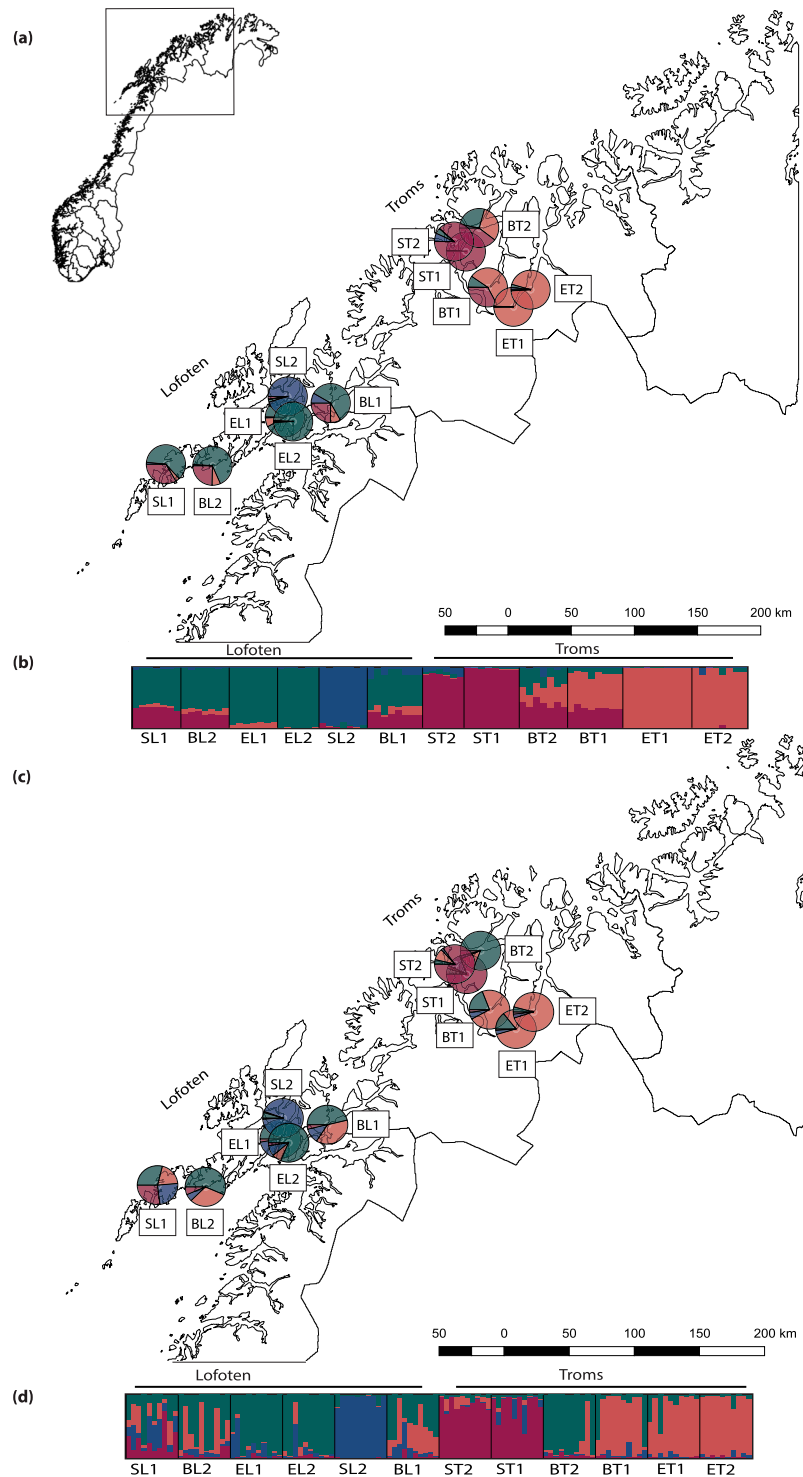 (a)
Troms
BT2
ST2
ST1
ET2
BT1
ET1
Lofoten
SL2
BL1
EL1
EL2
SL1
BL2
50 0 50 100 150 200 km
Lofoten Troms
(b)
SL1 BL2 EL1 EL2 SL2 BL1 ST2 ST1 BT2 BT1 ET1 ET2
(c)
Troms
BT2
ST2
ST1
ET2
BT1
ET1
Lofoten
SL2
BL1
EL1
EL2
SL1
BL2
50 0 50 100 150 200 km
Lofoten Troms
(d)
SL1 BL2 EL1 EL2 SL2 BL1 ST2 ST1 BT2 BT1 ET1 ET2